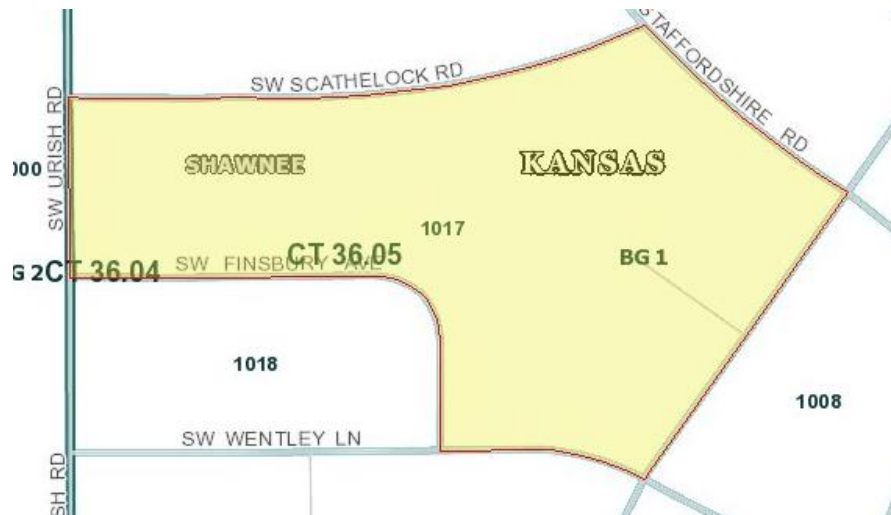 STAFFORDSHIRE RD
SW SCATHELOCK RD
SW URISH RD
000
SHAWNEE
KANSAS
1017
CT 36.05
BG 1
SW FINSBURY AVE
G 2
CT 36.04
1018
1008
SW WENTLEY LN
SH RD